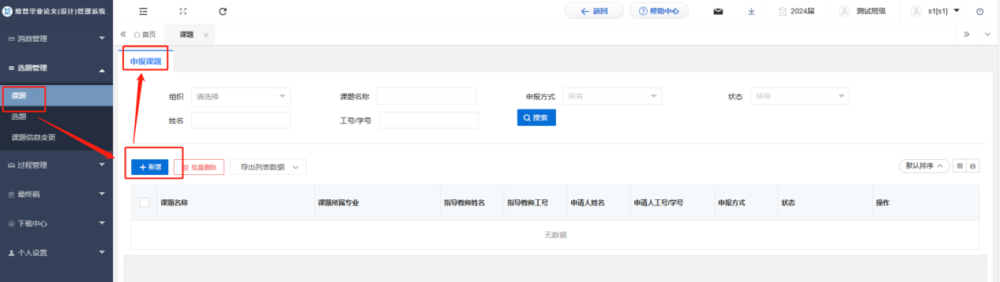 维普毕业论文(设计)管理系统
返回
帮助中心
2024届
测试班级
s1[s1]
消息管理
首页
课题
选题管理
申报课题
课题
组织
请选择
课题名称
申报方式
所有
状态
所有
选题
姓名
工号/学号
搜索
课题信息变更
过程管理
新增
批量删除
导出列表数据
默认排序
最终稿
课题名称
课题所属专业
指导教师姓名
指导教师工号
申请人姓名
申请人工号/学号
申报方式
状态
操作
下载中心
无数据
个人设置